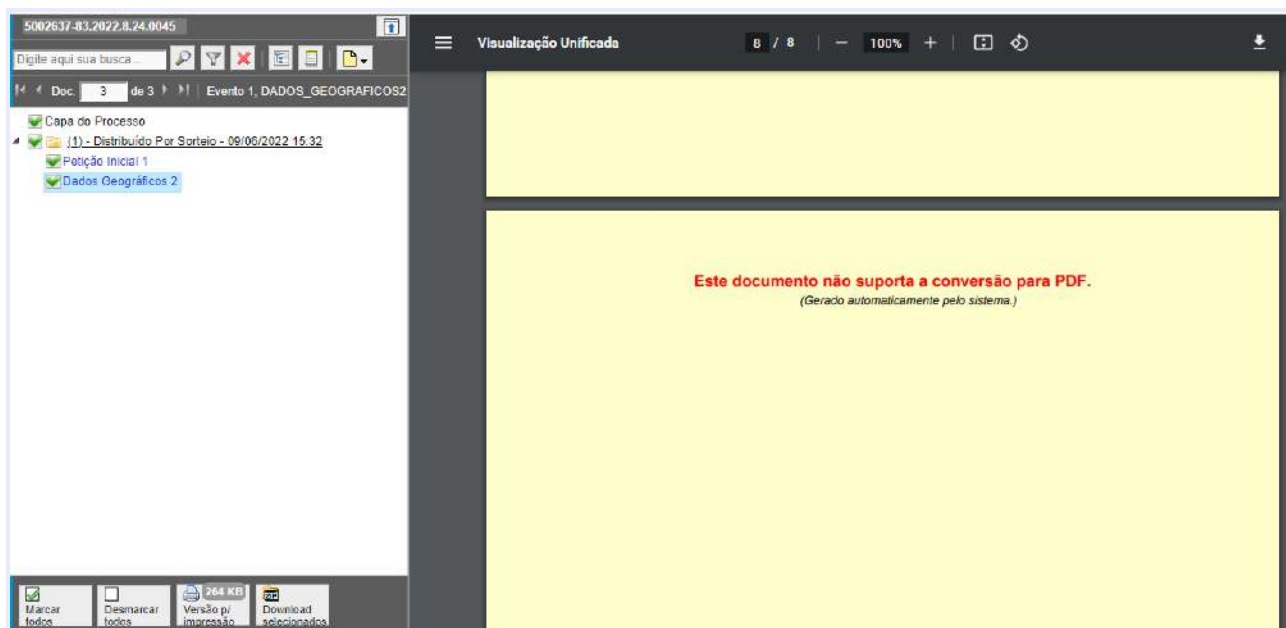 5002637-83.2022.8.24.0045
Digite aqui sua busca...
Doc. 3 de 3 Evento 1, DADOS_GEOGRAFICOS2
Capa do Processo
(1) - Distribuído Por Sorteio - 09/06/2022 15:32
Petição Inicial 1
Dados Geográficos 2
Marcar
todos
Desmarcar
todos
264 KB
Versão p/
impressão
Download
selecionados
Visualização Unificada
8 / 8
100%
Este documento não suporta a conversão para PDF.
(Gerado automaticamente pelo sistema.)